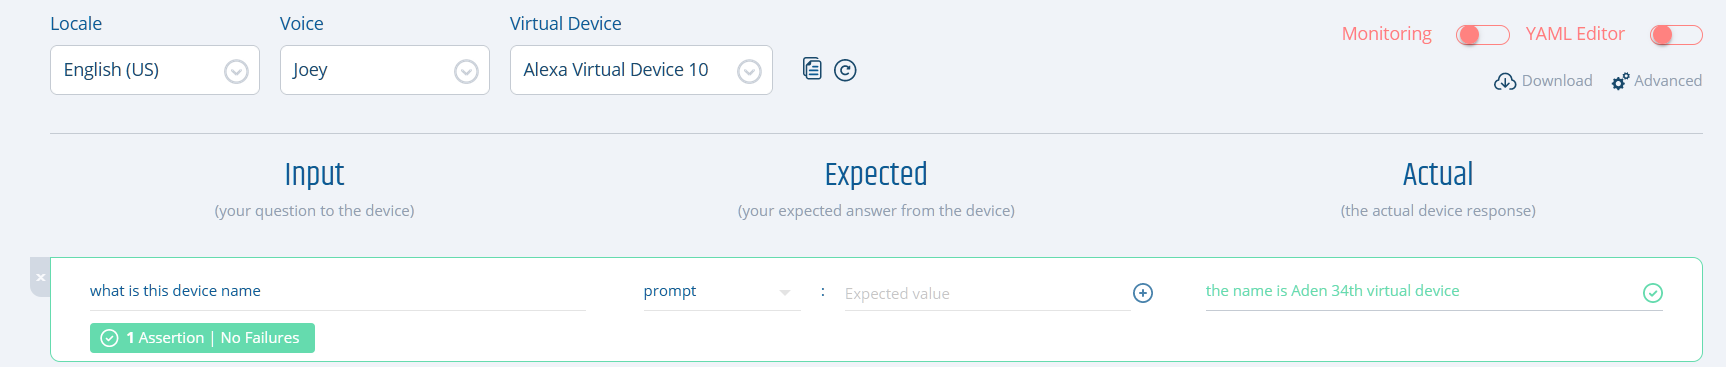 Locale Voice Virtual Device
Monitoring YAML Editor
English (US) Joey Alexa Virtual Device 10
Download Advanced
Input Expected Actual
(your question to the device) (your expected answer from the device) (the actual device response)
what is this device name prompt : Expected value the name is Aden 34th virtual device
1 Assertion | No Failures